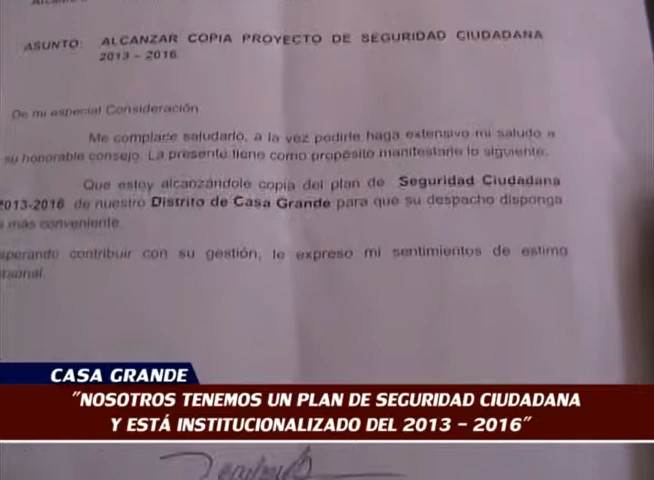 ASUNTO: ALCANZAR COPIA PROYECTO DE SEGURIDAD CIUDADANA
2013 – 2016
De mi especial Consideración
Me complace saludarlo, a la vez pedirle haga extensivo mi saludo a
su honorable consejo. La presente tiene como propósito manifestarle lo siguiente.
Que estoy alcanzándole copia del plan de Seguridad Ciudadana
2013-2016 de nuestro Distrito de Casa Grande para que su despacho disponga
más conveniente.
sperando contribuir con su gestión, le expreso mi sentimientos de estima
rsonal.
CASA GRANDE
"NOSOTROS TENEMOS UN PLAN DE SEGURIDAD CIUDADANA
Y ESTÁ INSTITUCIONALIZADO DEL 2013 – 2016"